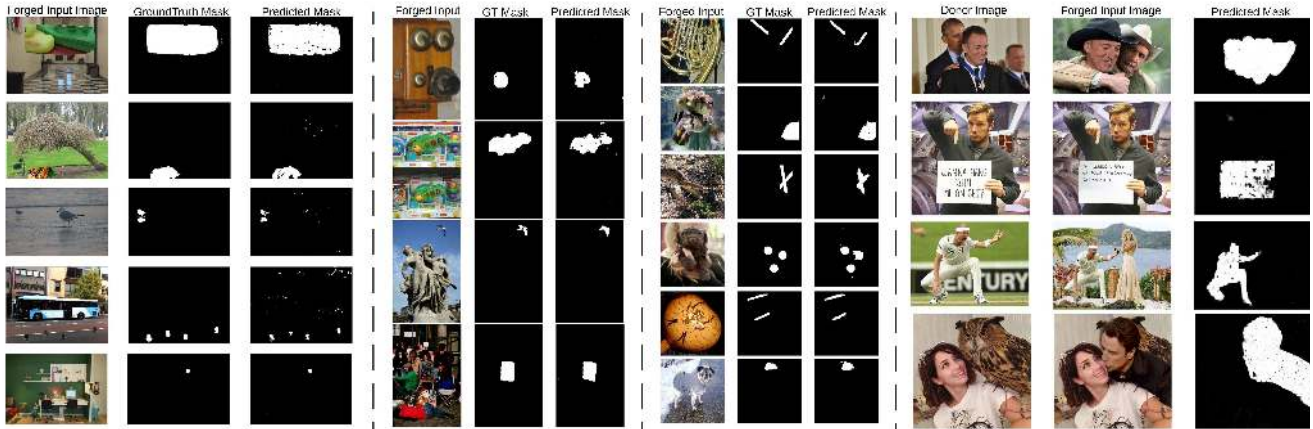 Forged Input Image GroundTruth Mask Predicted Mask
Forged Input GT Mask Predicted Mask
Forged Input GT Mask Predicted Mask
Donor Image Forged Input Image Predicted Mask
CENTURY